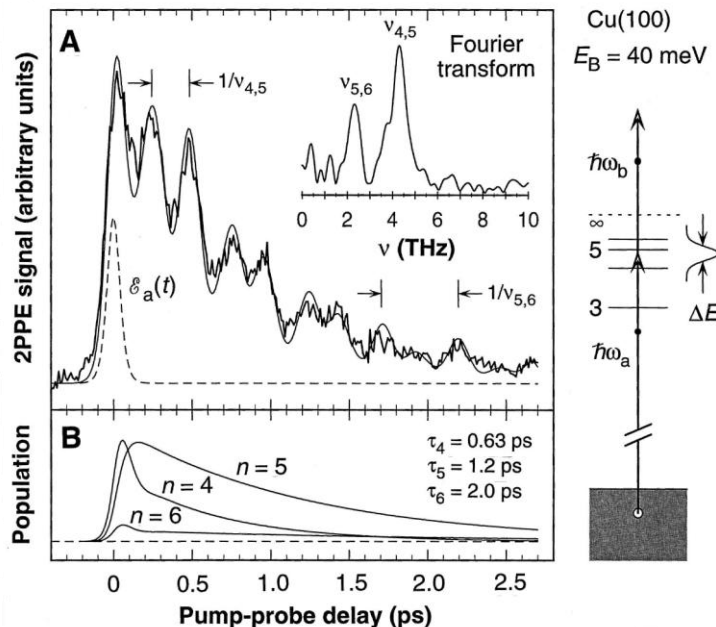 A
2PPE signal (arbitrary units)
1/ν4,5
ν4,5
ν5,6
Fourier
transform
0 2 4 6 8 10
ν (THz)
ℰa(t)
1/ν5,6
B
Population
n = 5
n = 4
n = 6
τ4 = 0.63 ps
τ5 = 1.2 ps
τ6 = 2.0 ps
0 0.5 1.0 1.5 2.0 2.5
Pump-probe delay (ps)
Cu(100)
EB = 40 meV
ℏωb
∞
5
3
ΔE
ℏωa